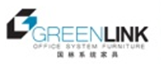 GREENLINK
OFFICE SYSTEM FURNITURE
国林系统家具